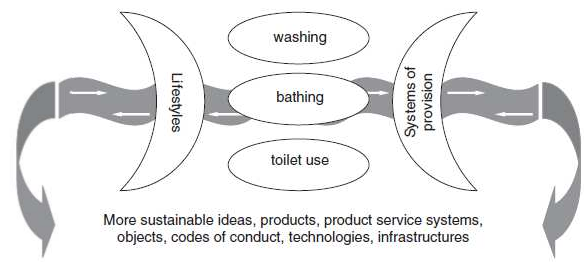 washing
Lifestyles
bathing
Systems of
provision
toilet use
More sustainable ideas, products, product service systems,
objects, codes of conduct, technologies, infrastructures